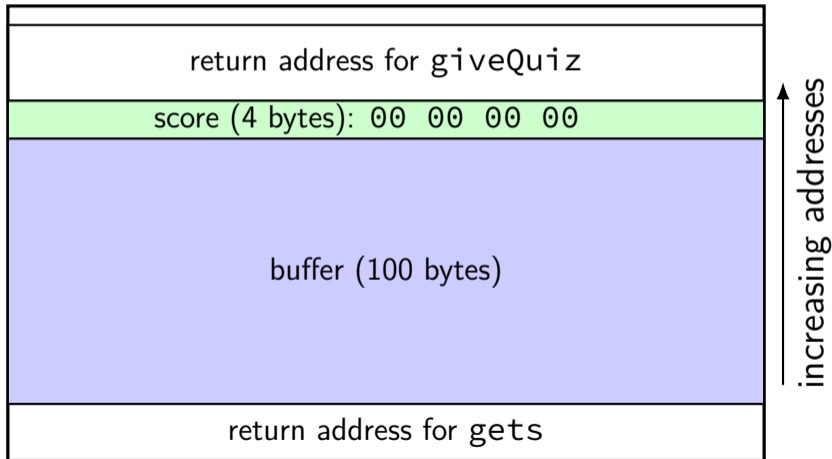 return address for giveQuiz
score (4 bytes): 00 00 00 00
buffer (100 bytes)
return address for gets
increasing addresses